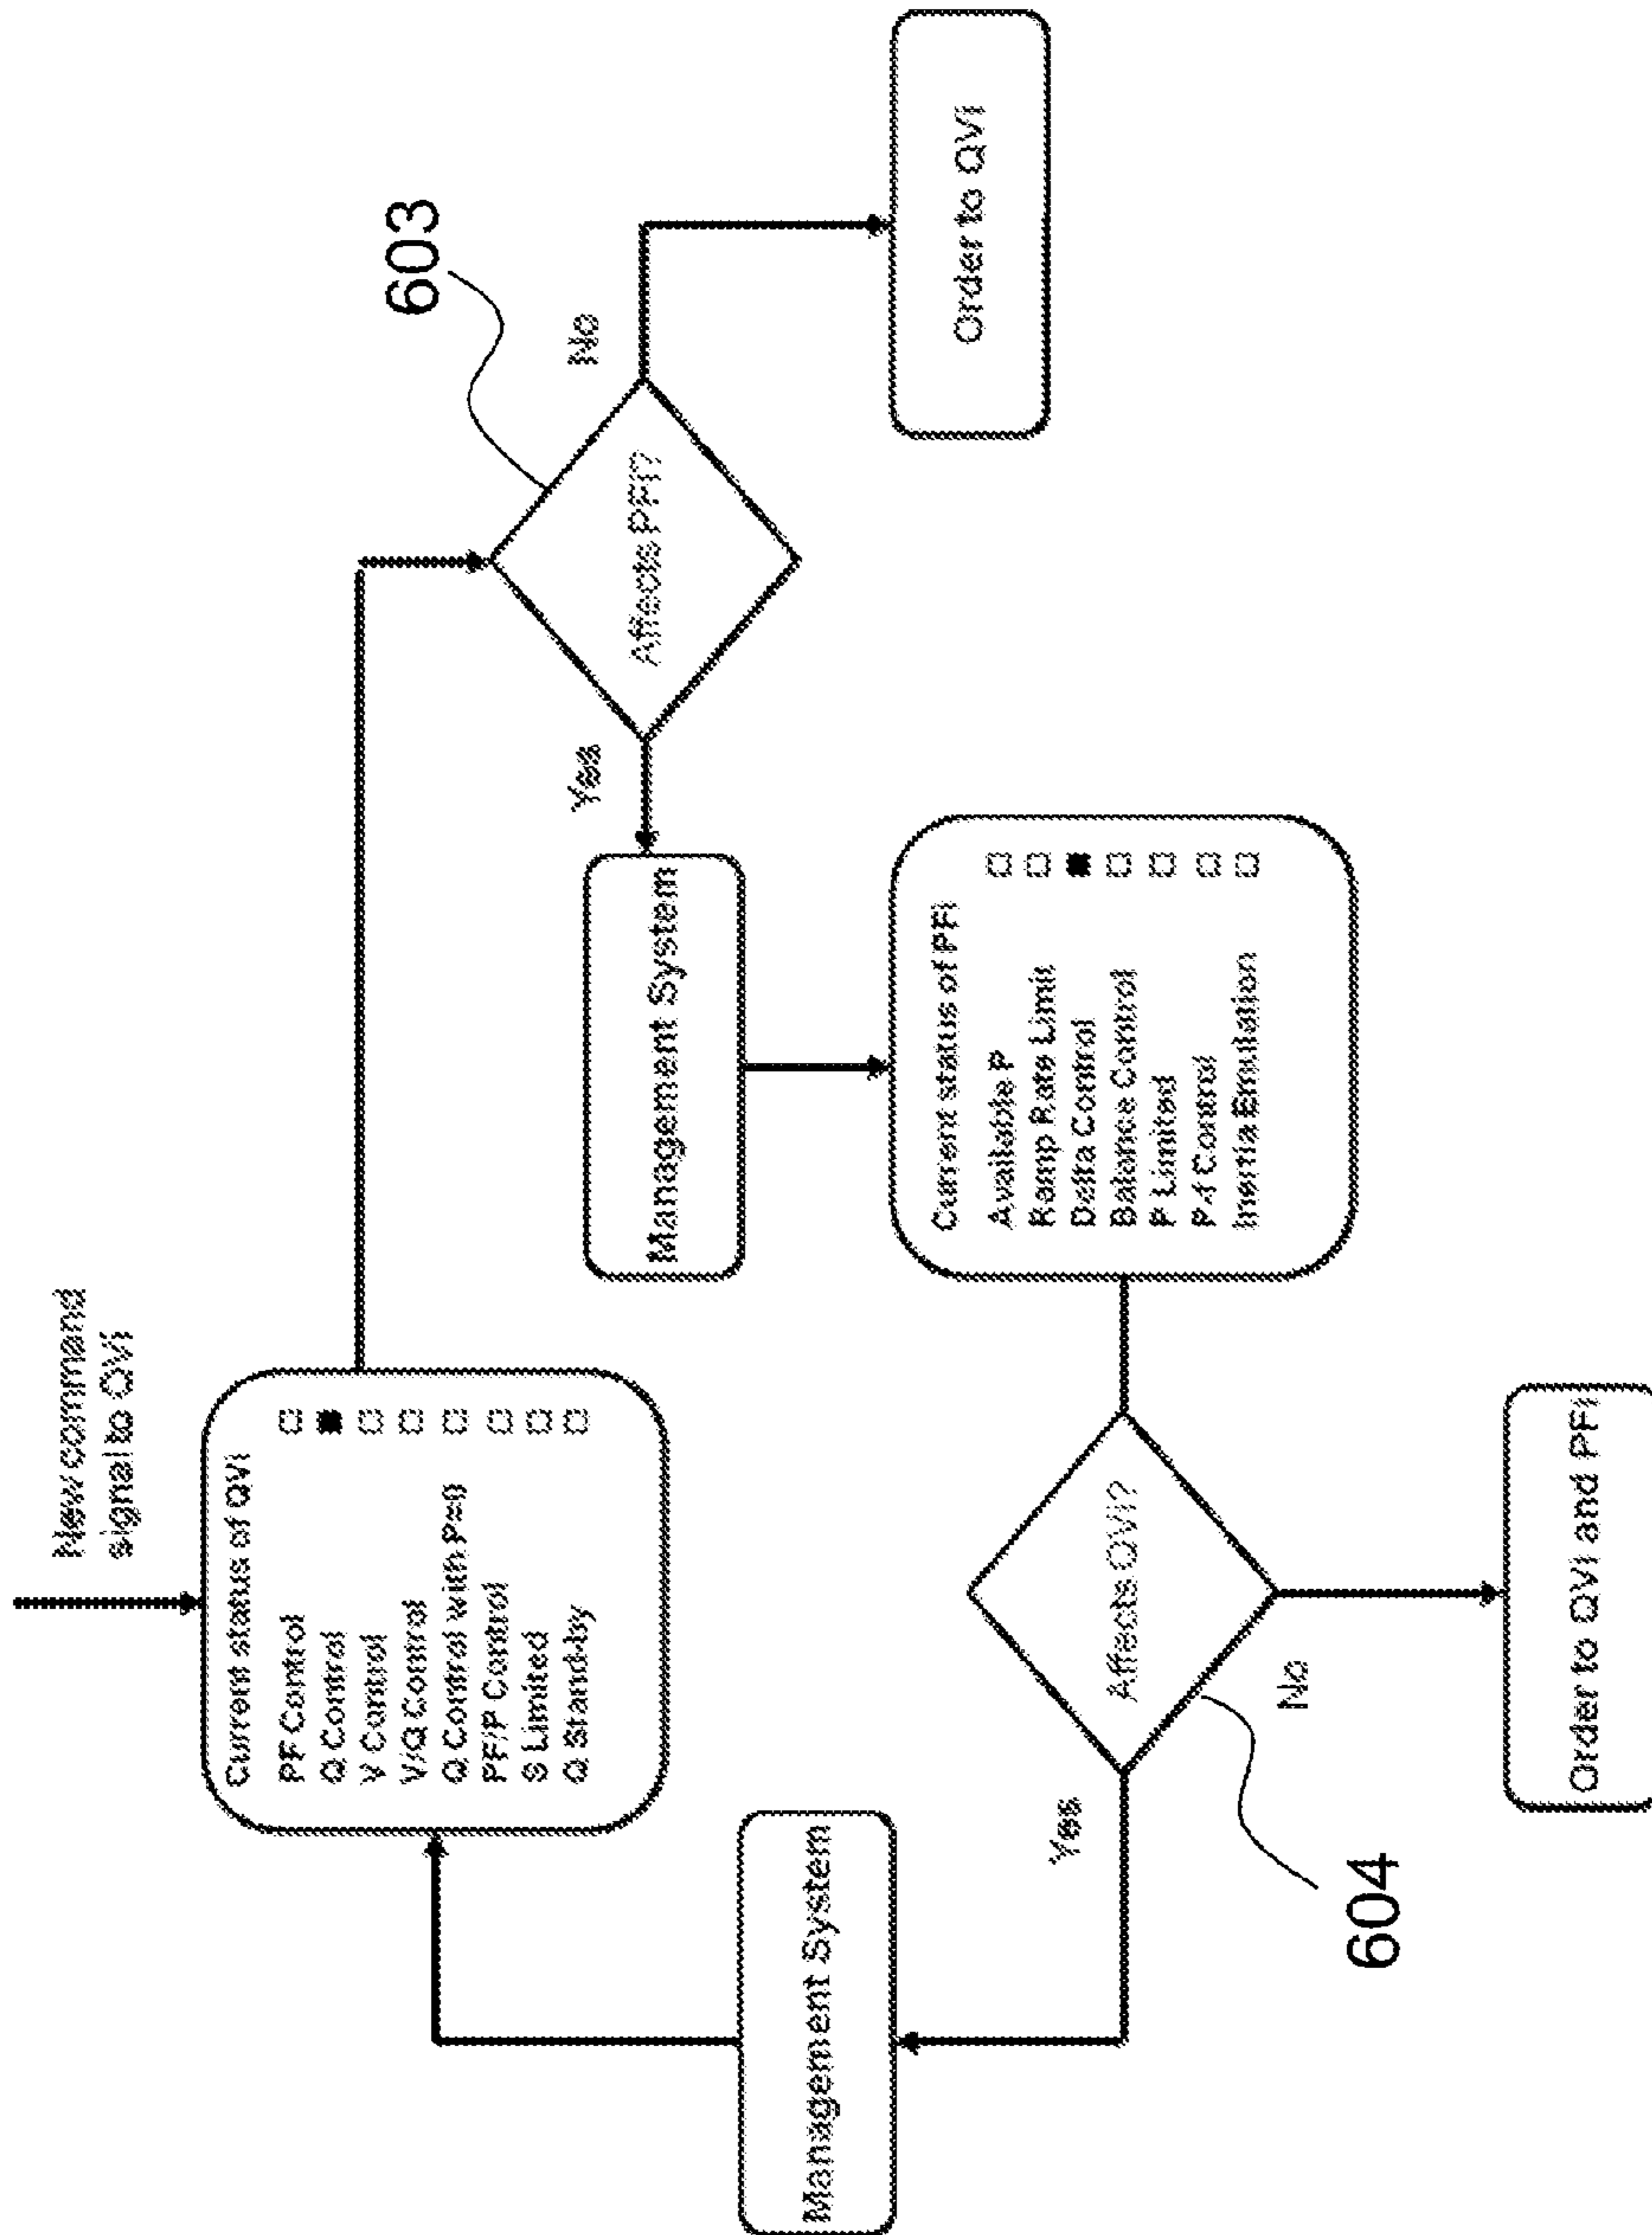 New command
signal to QVi
Current status of QVi
PF Control
Q Control
V Control
V/Q Control
Q Control with P=0
PF/P Control
S Limited
Q Stand-by
603
Affects PFi?
Yes
No
Management System
Order to QVi
Current status of PFi
Available P
Ramp Rate Limit
Delta Control
Balance Control
P Limited
P-f Control
Inertia Emulation
Affects QVi?
Yes
No
604
Management System
Order to QVi and PFi